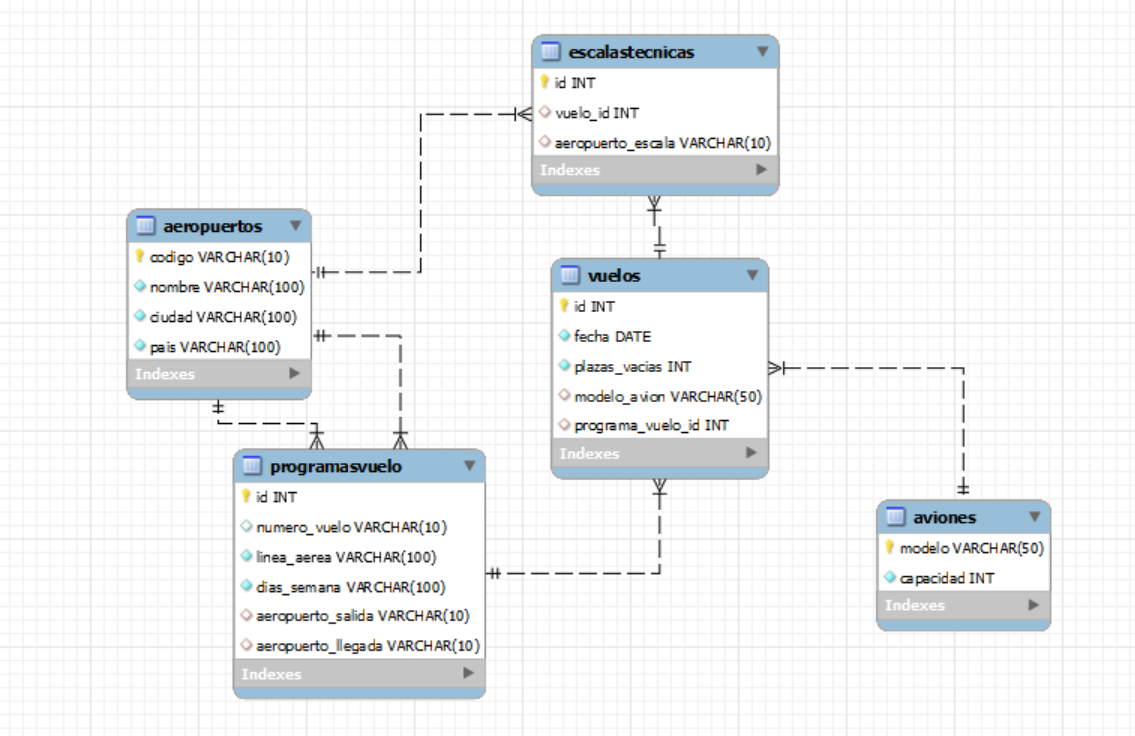 escalastecnicas
id INT
vuelo_id INT
aeropuerto_escala VARCHAR(10)
Indexes
aeropuertos
codigo VARCHAR(10)
nombre VARCHAR(100)
ciudad VARCHAR(100)
pais VARCHAR(100)
Indexes
vuelos
id INT
fecha DATE
plazas_vacias INT
modelo_avion VARCHAR(50)
programa_vuelo_id INT
Indexes
programasvuelo
id INT
numero_vuelo VARCHAR(10)
linea_aerea VARCHAR(100)
dias_semana VARCHAR(100)
aeropuerto_salida VARCHAR(10)
aeropuerto_llegada VARCHAR(10)
Indexes
aviones
modelo VARCHAR(50)
capacidad INT
Indexes